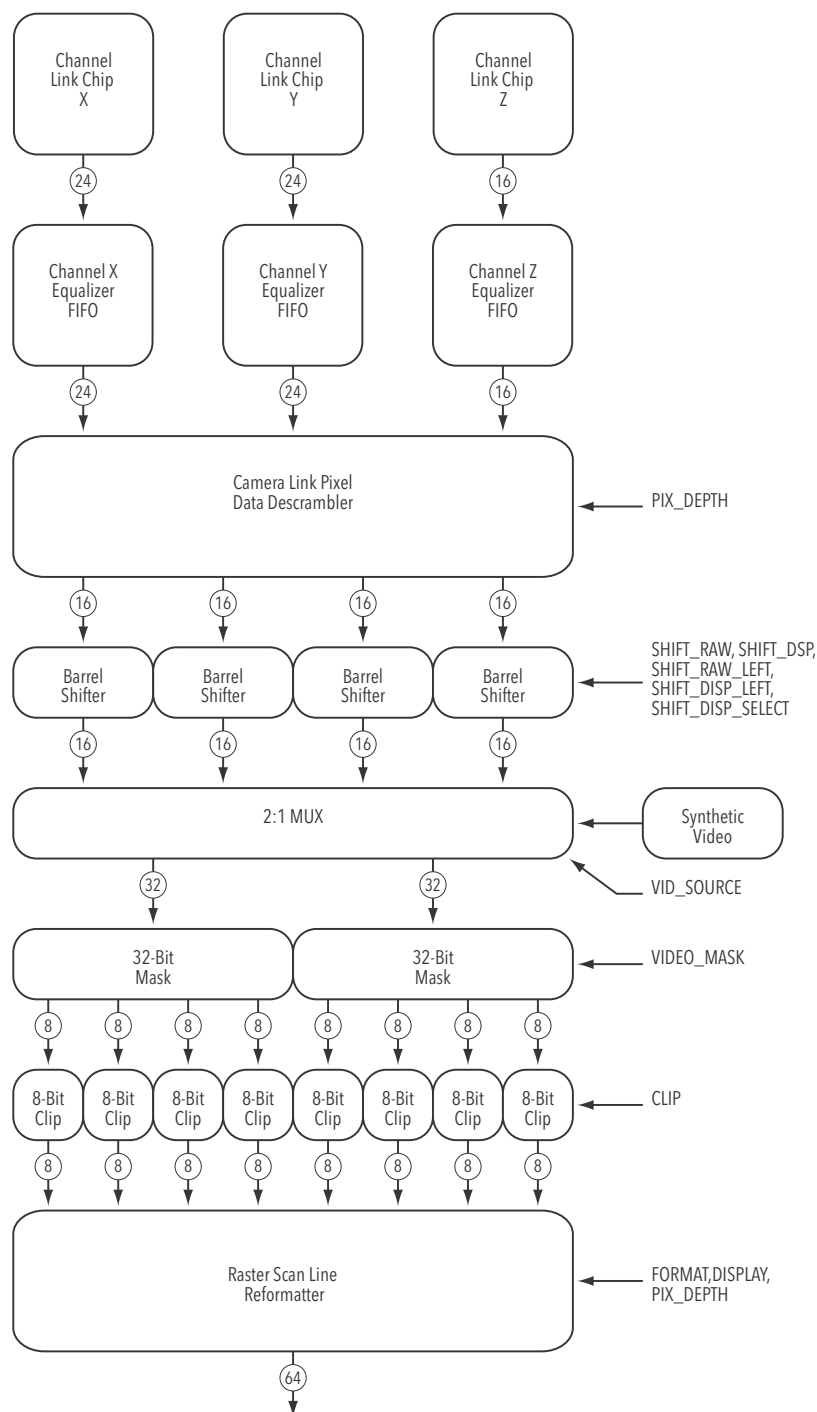 Channel
Link Chip
X
Channel
Link Chip
Y
Channel
Link Chip
Z
24
24
16
Channel X
Equalizer
FIFO
Channel Y
Equalizer
FIFO
Channel Z
Equalizer
FIFO
24
24
16
Camera Link Pixel
Data Descrambler
PIX_DEPTH
16
16
16
16
Barrel
Shifter
Barrel
Shifter
Barrel
Shifter
Barrel
Shifter
SHIFT_RAW, SHIFT_DSP,
SHIFT_RAW_LEFT,
SHIFT_DISP_LEFT,
SHIFT_DISP_SELECT
16
16
16
16
2:1 MUX
Synthetic
Video
VID_SOURCE
32
32
32-Bit
Mask
32-Bit
Mask
VIDEO_MASK
8
8
8
8
8
8
8
8
8-Bit
Clip
8-Bit
Clip
8-Bit
Clip
8-Bit
Clip
8-Bit
Clip
8-Bit
Clip
8-Bit
Clip
8-Bit
Clip
CLIP
8
8
8
8
8
8
8
8
Raster Scan Line
Reformatter
FORMAT,DISPLAY,
PIX_DEPTH
64